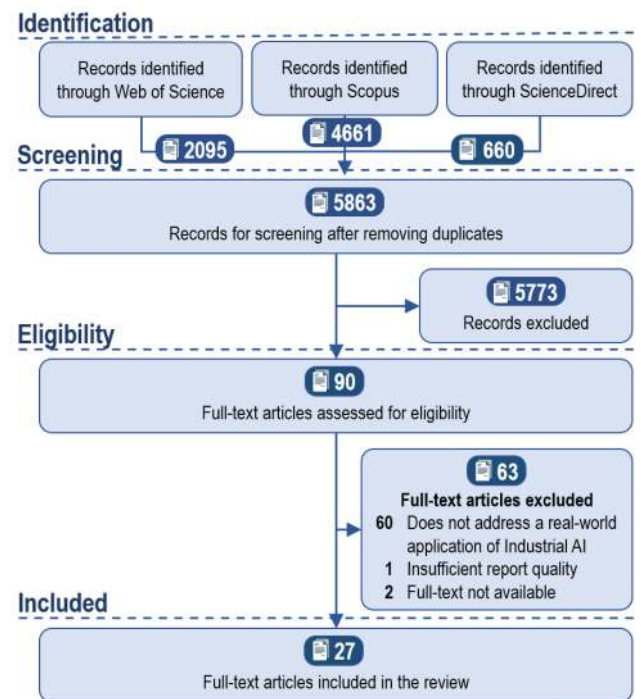 Identification
Records identified
through Web of Science
Records identified
through Scopus
Records identified
through ScienceDirect
2095
4661
660
Screening
5863
Records for screening after removing duplicates
5773
Records excluded
Eligibility
90
Full-text articles assessed for eligibility
63
Full-text articles excluded
60 Does not address a real-world
application of Industrial AI
1 Insufficient report quality
2 Full-text not available
Included
27
Full-text articles included in the review